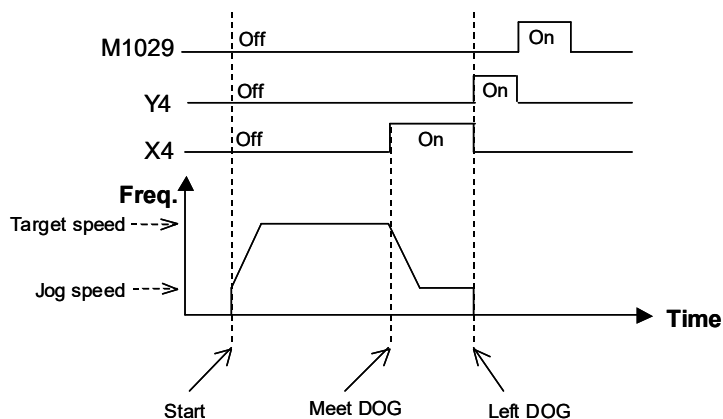 M1029 Off On
Y4 Off On
X4 Off On
Freq.
Target speed
Jog speed
Time
Start Meet DOG Left DOG